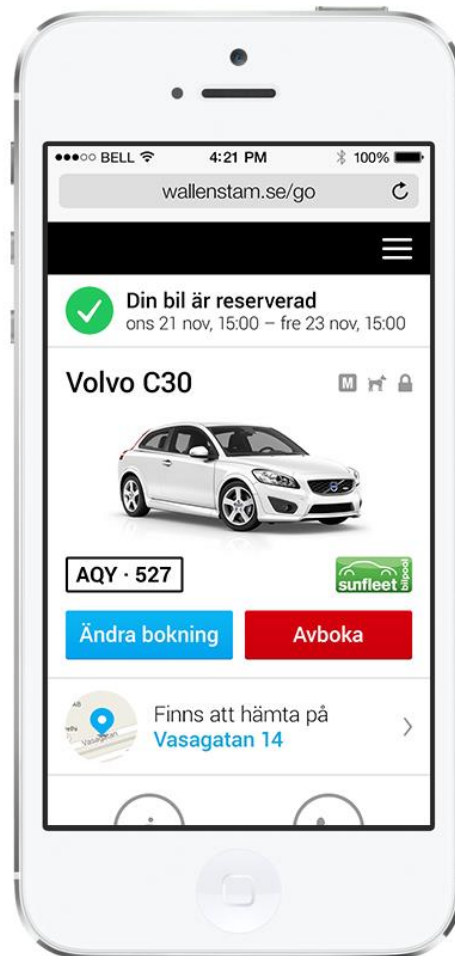 BELL 4:21 PM 100%
wallenstam.se/go
Din bil är reserverad
ons 21 nov, 15:00 – fre 23 nov, 15:00
Volvo C30
M
AQY · 527
sunfleet bilpool
Ändra bokning Avboka
AB
Vasagatan
Finns att hämta på
Vasagatan 14